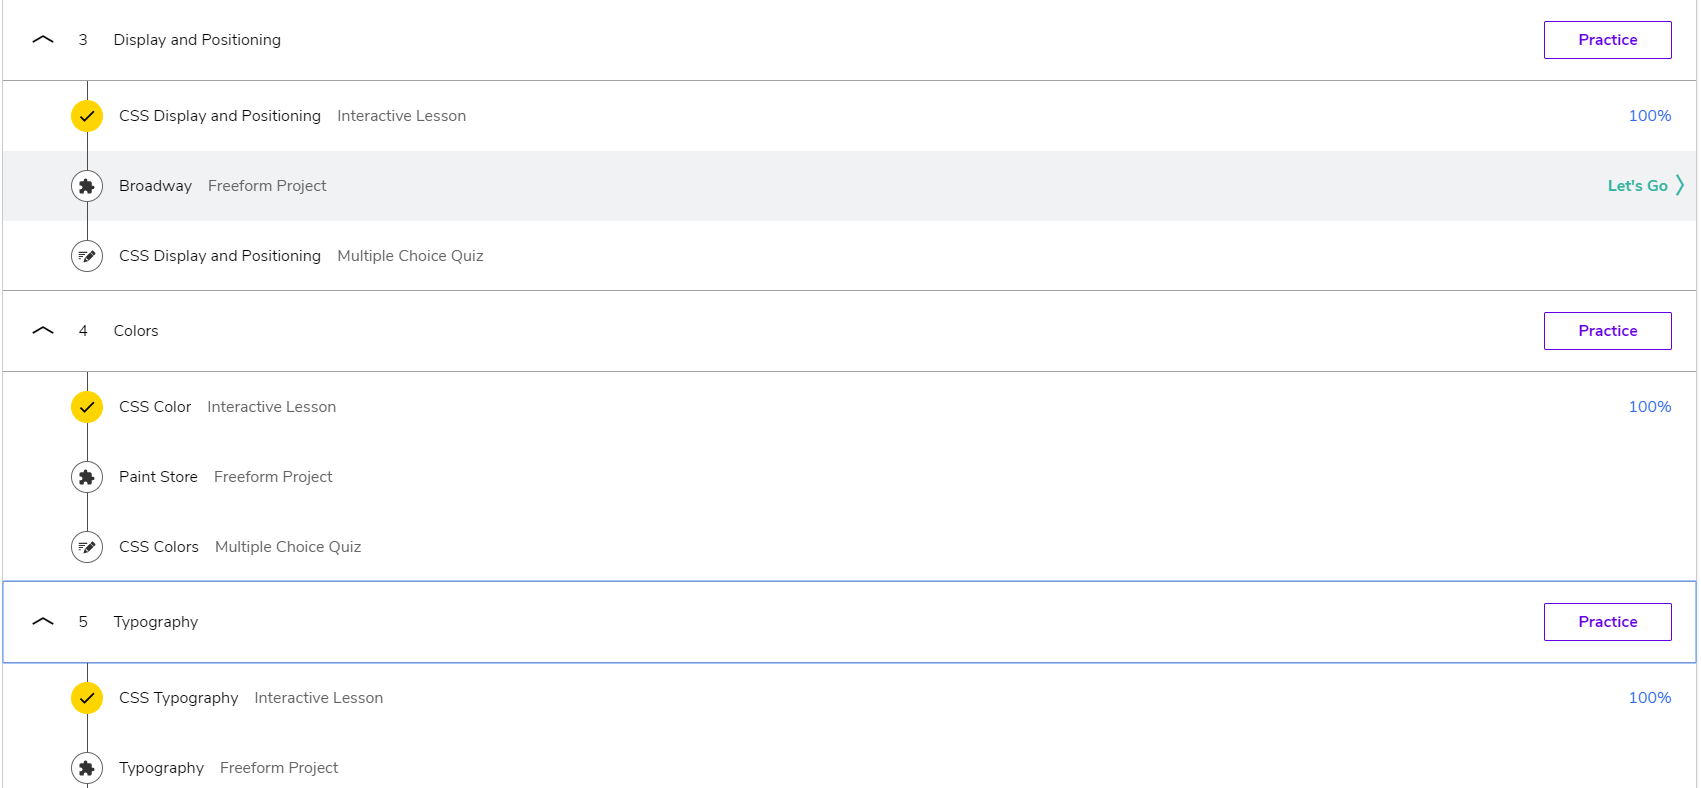 3 Display and Positioning Practice
CSS Display and Positioning Interactive Lesson 100%
Broadway Freeform Project Let's Go
CSS Display and Positioning Multiple Choice Quiz
4 Colors Practice
CSS Color Interactive Lesson 100%
Paint Store Freeform Project
CSS Colors Multiple Choice Quiz
5 Typography Practice
CSS Typography Interactive Lesson 100%
Typography Freeform Project